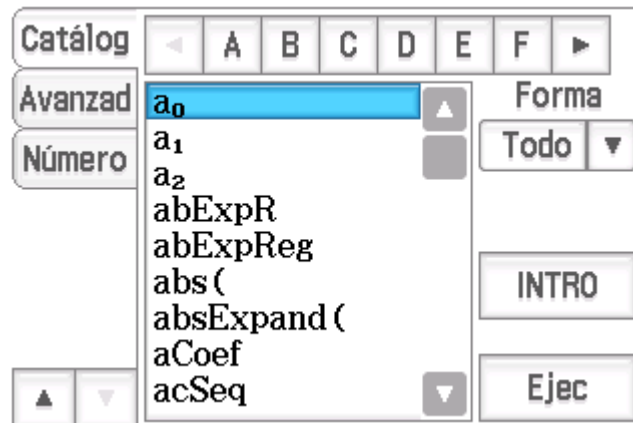 Catálog
A B C D E F
Avanzad
Número
a₀
a₁
a₂
abExpR
abExpReg
abs(
absExpand(
aCoef
acSeq
Forma
Todo
INTRO
Ejec